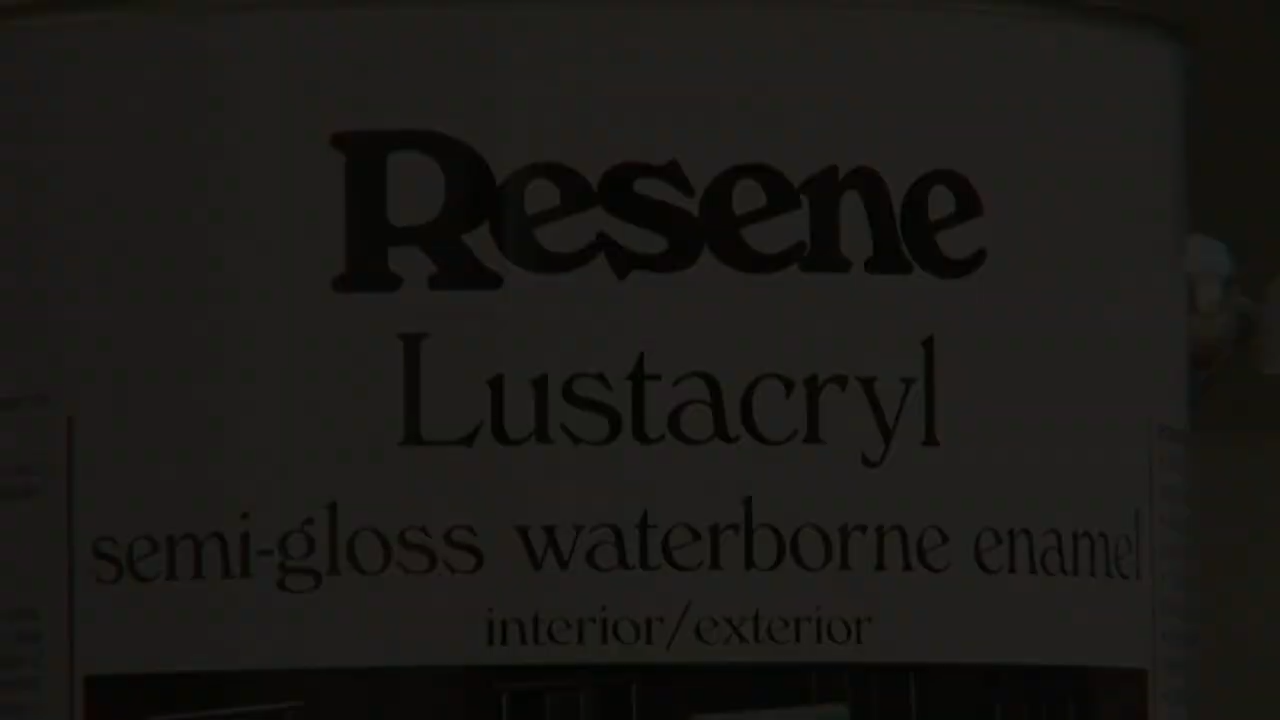 Resene
Lustacryl
semi-gloss waterborne enamel
interior/exterior